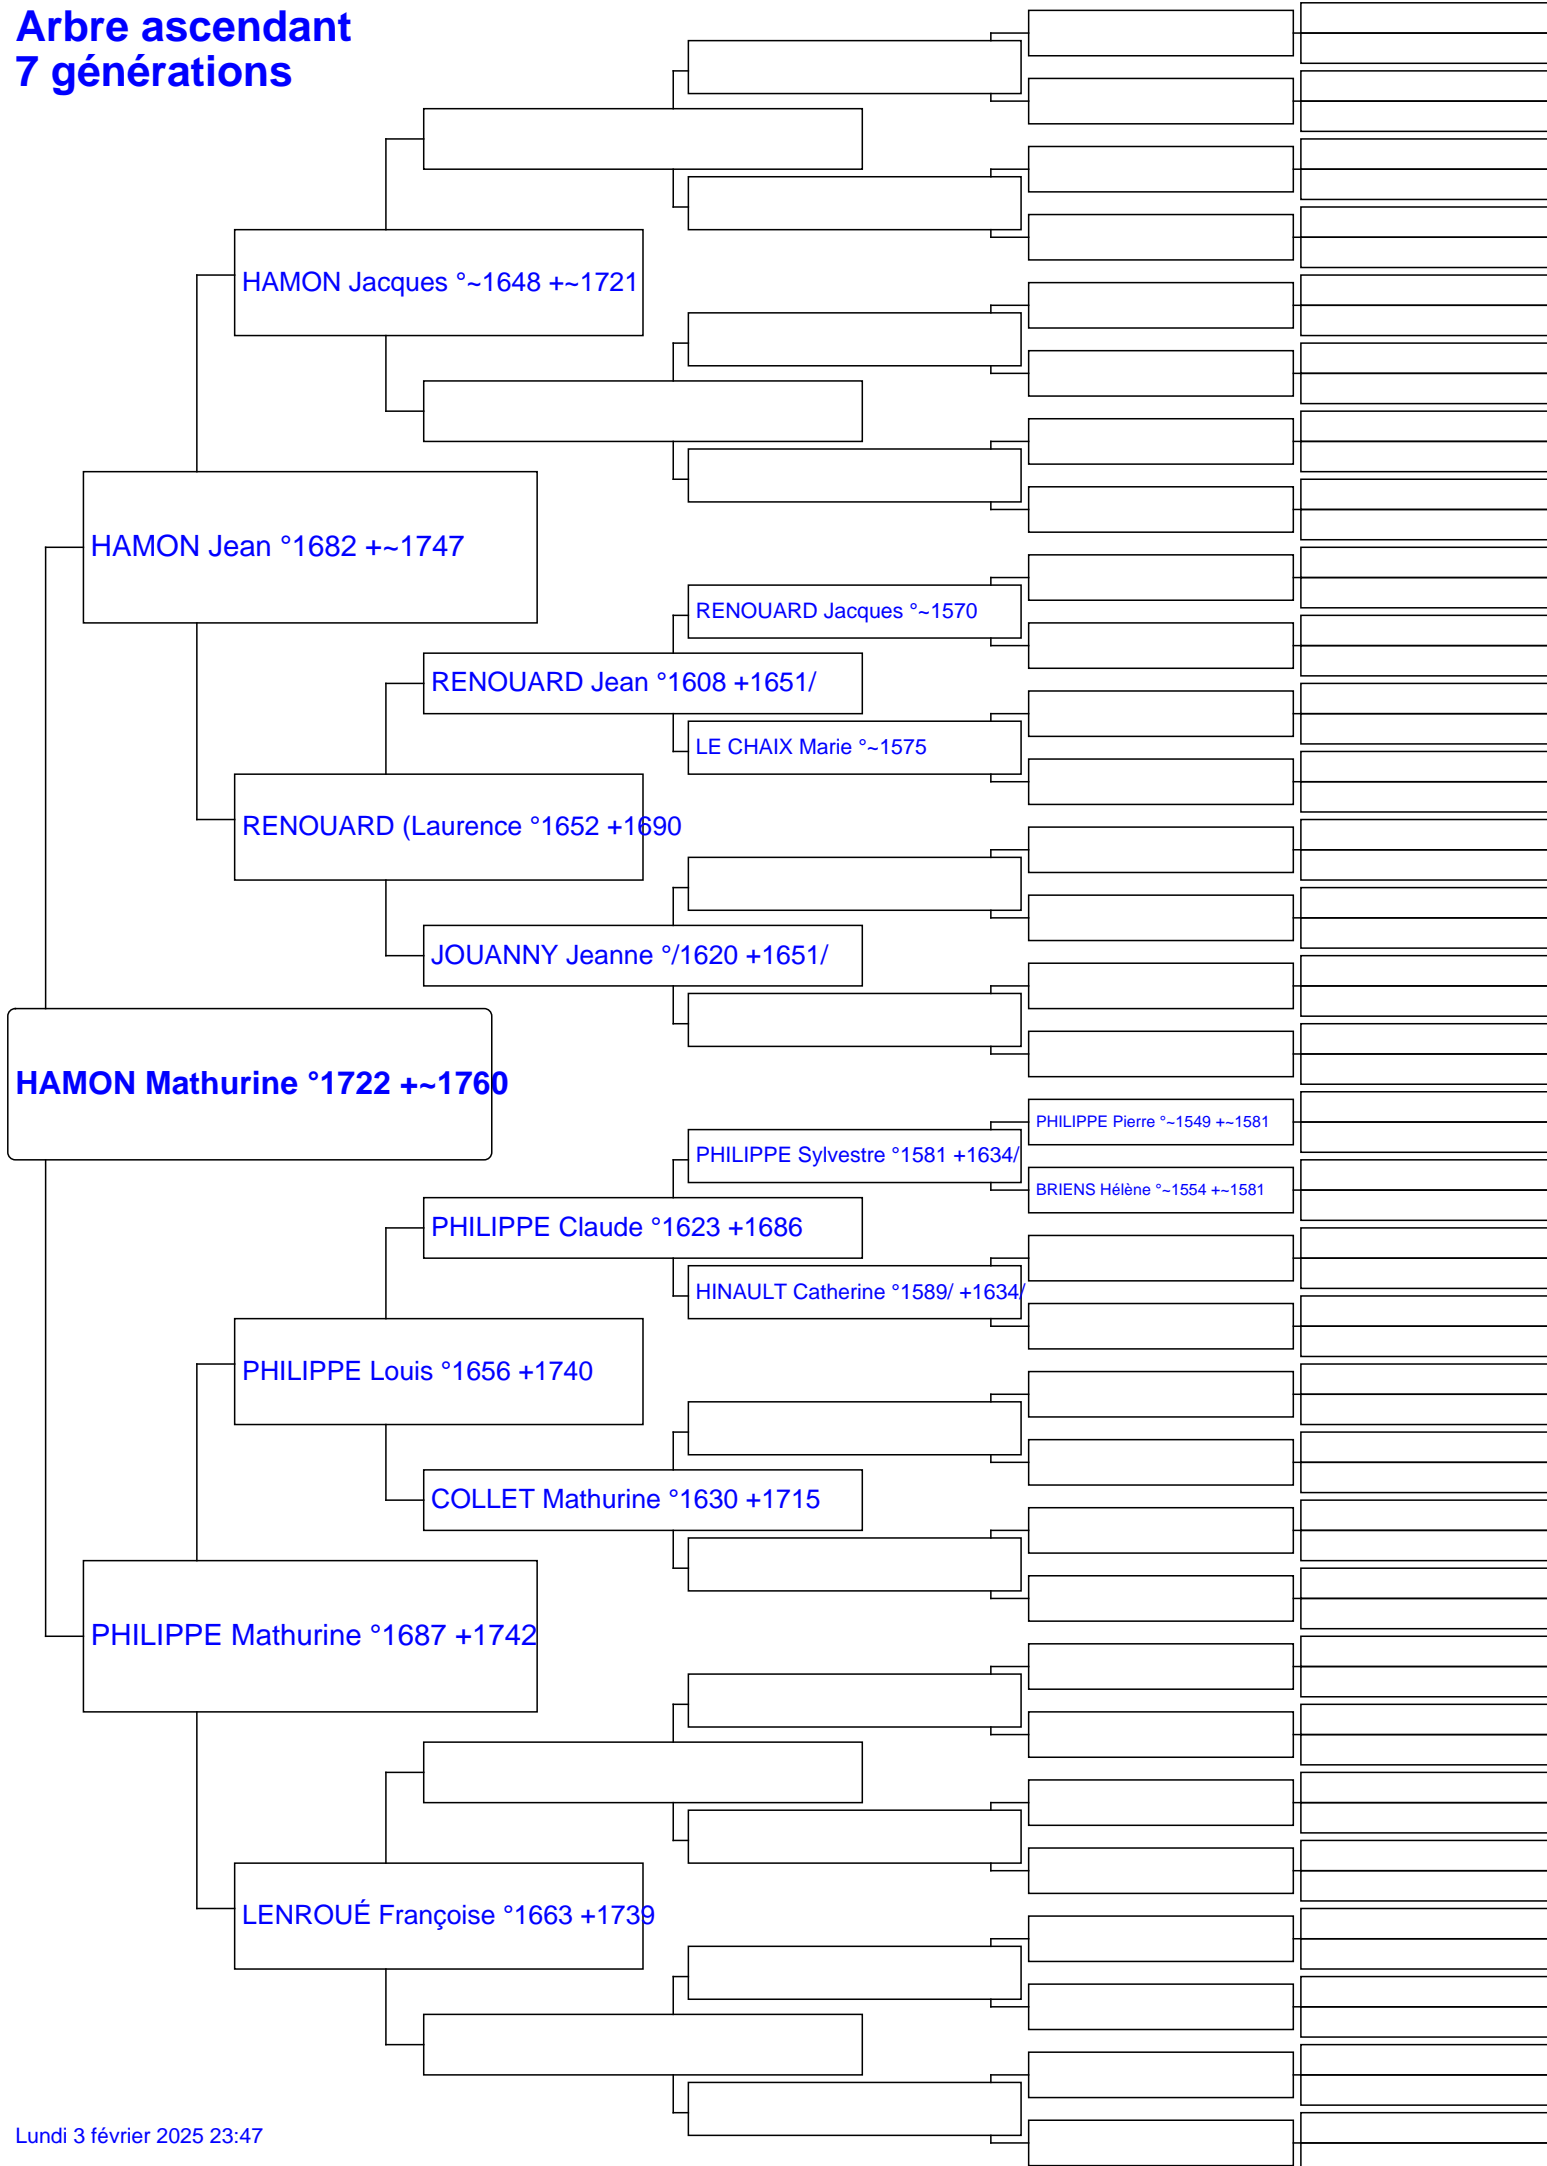 Arbre ascendant
7 générations
HAMON Jacques °~1648 +~1721
HAMON Jean °1682 +~1747
RENOUARD Jacques °~1570
RENOUARD Jean °1608 +1651/
LE CHAIX Marie °~1575
RENOUARD (Laurence °1652 +1690
JOUANNY Jeanne °/1620 +1651/
HAMON Mathurine °1722 +~1760
PHILIPPE Pierre °~1549 +~1581
PHILIPPE Sylvestre °1581 +1634/
BRIENS Hélène °~1554 +~1581
PHILIPPE Claude °1623 +1686
HINAULT Catherine °1589/ +1634/
PHILIPPE Louis °1656 +1740
COLLET Mathurine °1630 +1715
PHILIPPE Mathurine °1687 +1742
LENROUÉ Françoise °1663 +1739
Lundi 3 février 2025 23:47